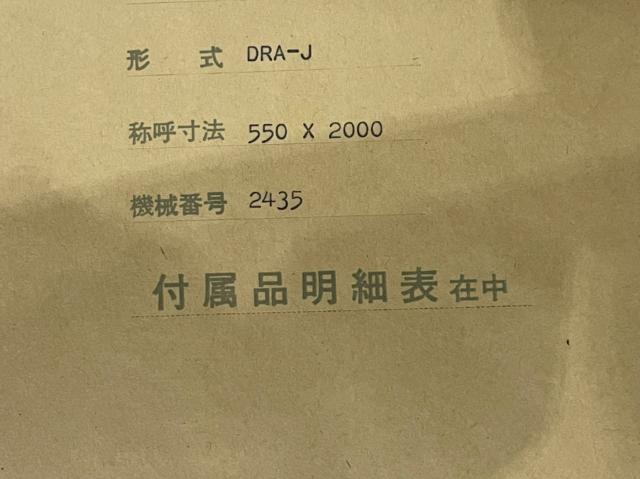 形 式 DRA-J
称呼寸法 550 X 2000
機械番号 2435
付属品明細表在中